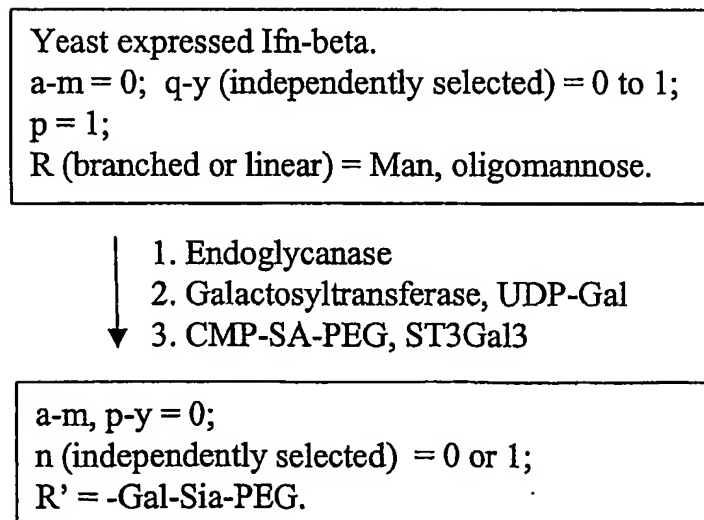 Yeast expressed Ifn-beta.
a-m = 0; q-y (independently selected) = 0 to 1;
p = 1;
R (branched or linear) = Man, oligomannose.
1. Endoglycanase
2. Galactosyltransferase, UDP-Gal
3. CMP-SA-PEG, ST3Gal3
a-m, p-y = 0;
n (independently selected) = 0 or 1;
R’ = -Gal-Sia-PEG.